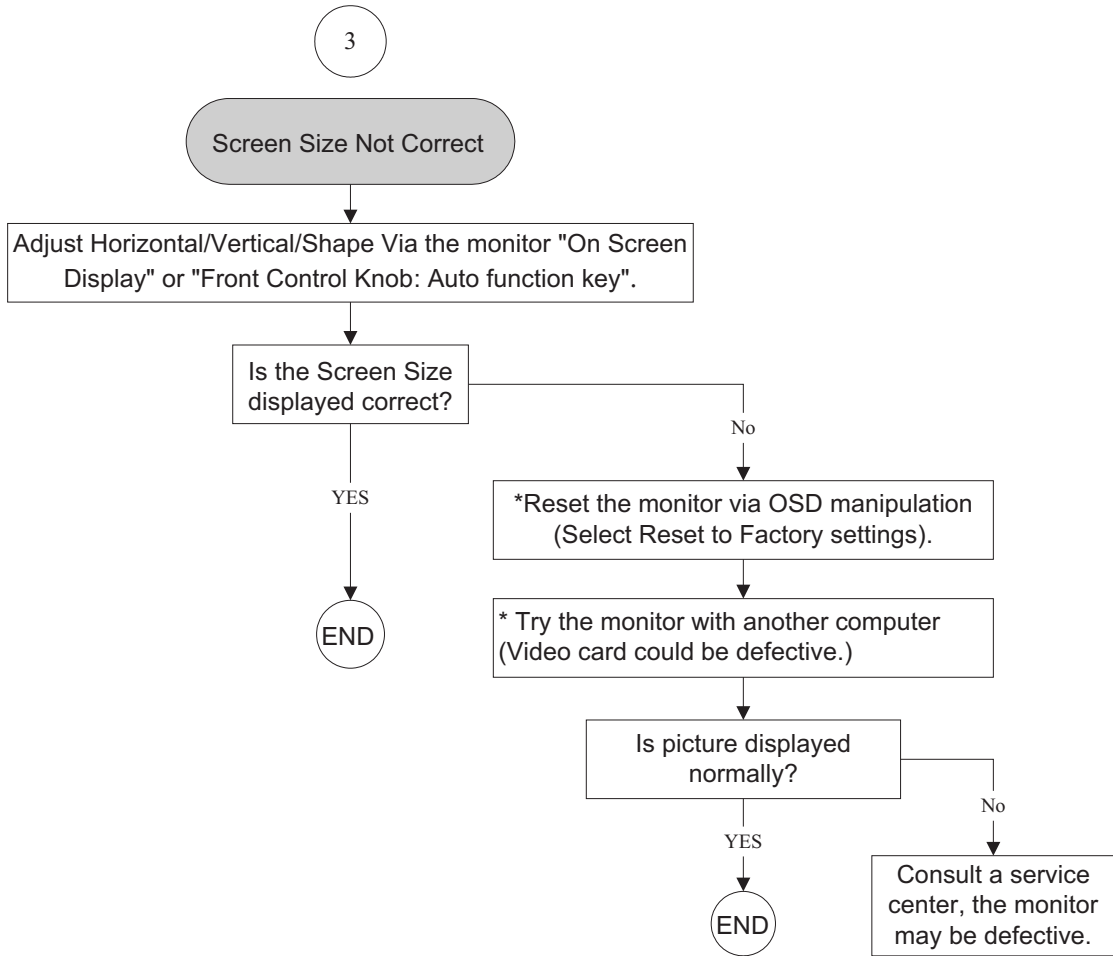 3
Screen Size Not Correct
Adjust Horizontal/Vertical/Shape Via the monitor "On Screen
Display" or "Front Control Knob: Auto function key".
Is the Screen Size
displayed correct?
No
YES
*Reset the monitor via OSD manipulation
(Select Reset to Factory settings).
* Try the monitor with another computer
(Video card could be defective.)
END
Is picture displayed
normally?
No
YES
Consult a service
center, the monitor
may be defective.
END